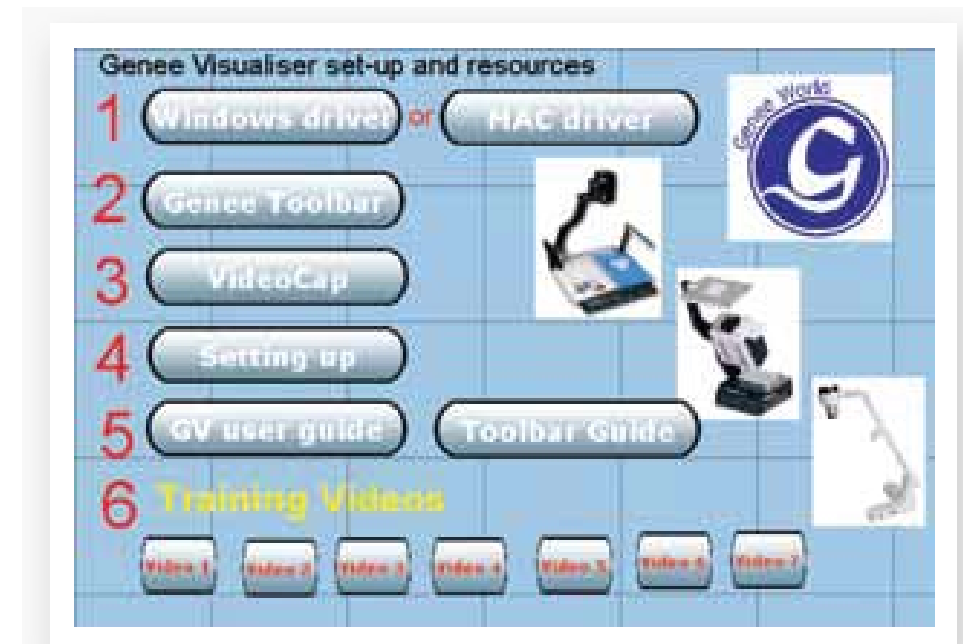 Genee Visualiser set-up and resources
1 Windows driver or MAC driver
Genee World
G
2 Genee Toolbar
3 VideoCap
4 Setting up
5 GV user guide Toolbar Guide
6 Training Videos
Video 1 Video 2 Video 3 Video 4 Video 5 Video 6 Video 7